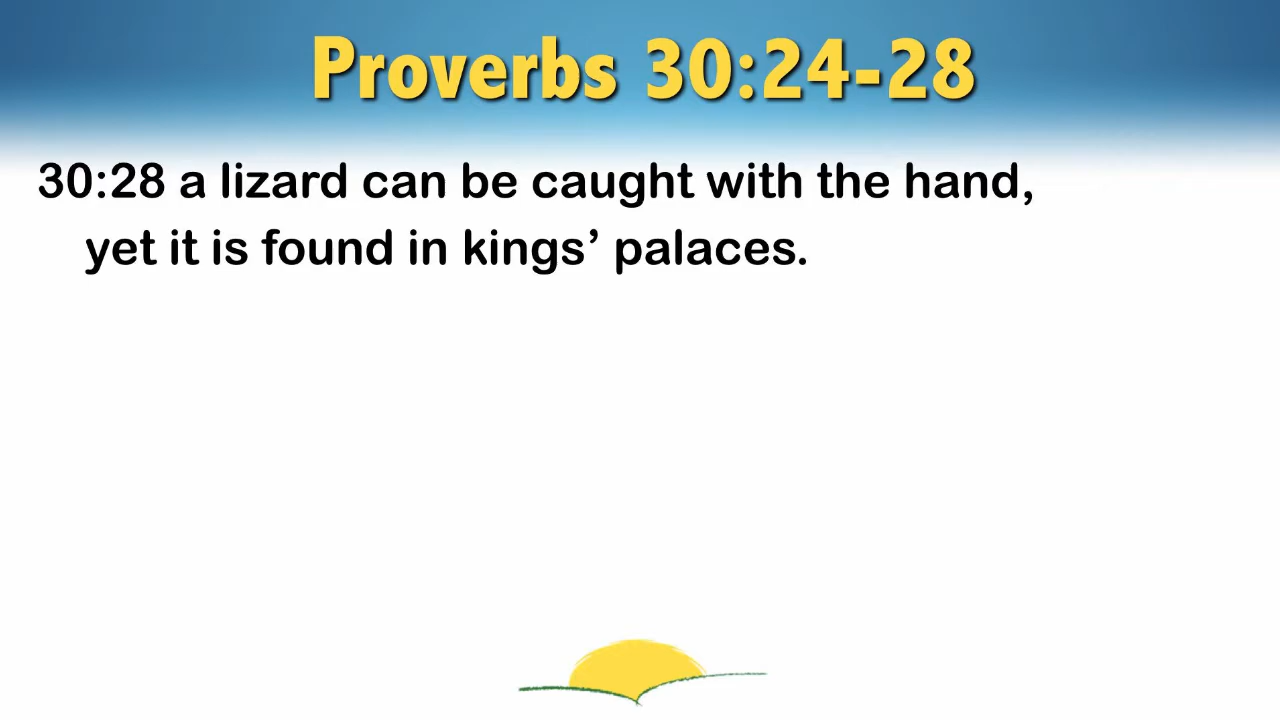 Proverbs 30:24-28
30:28 a lizard can be caught with the hand,
yet it is found in kings’ palaces.